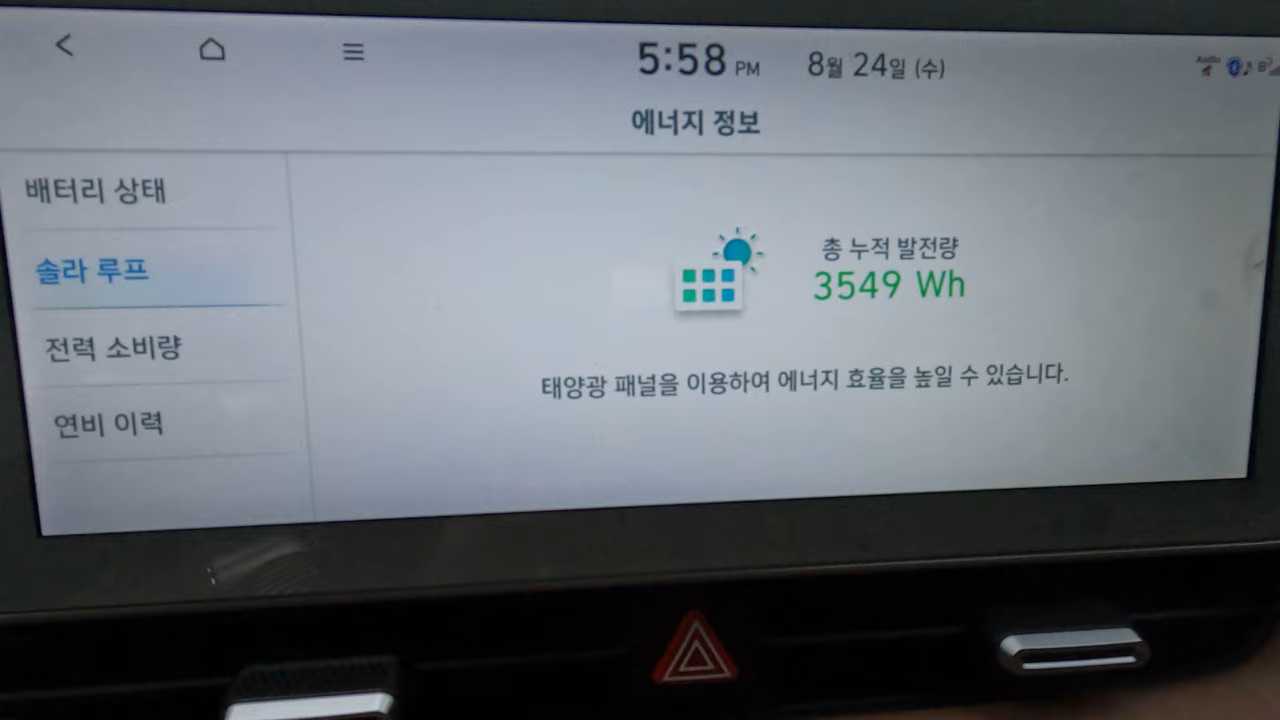 5:58 PM 8월 24일 (수)
에너지 정보
배터리 상태
솔라 루프
전력 소비량
연비 이력
총 누적 발전량
3549 Wh
태양광 패널을 이용하여 에너지 효율을 높일 수 있습니다.